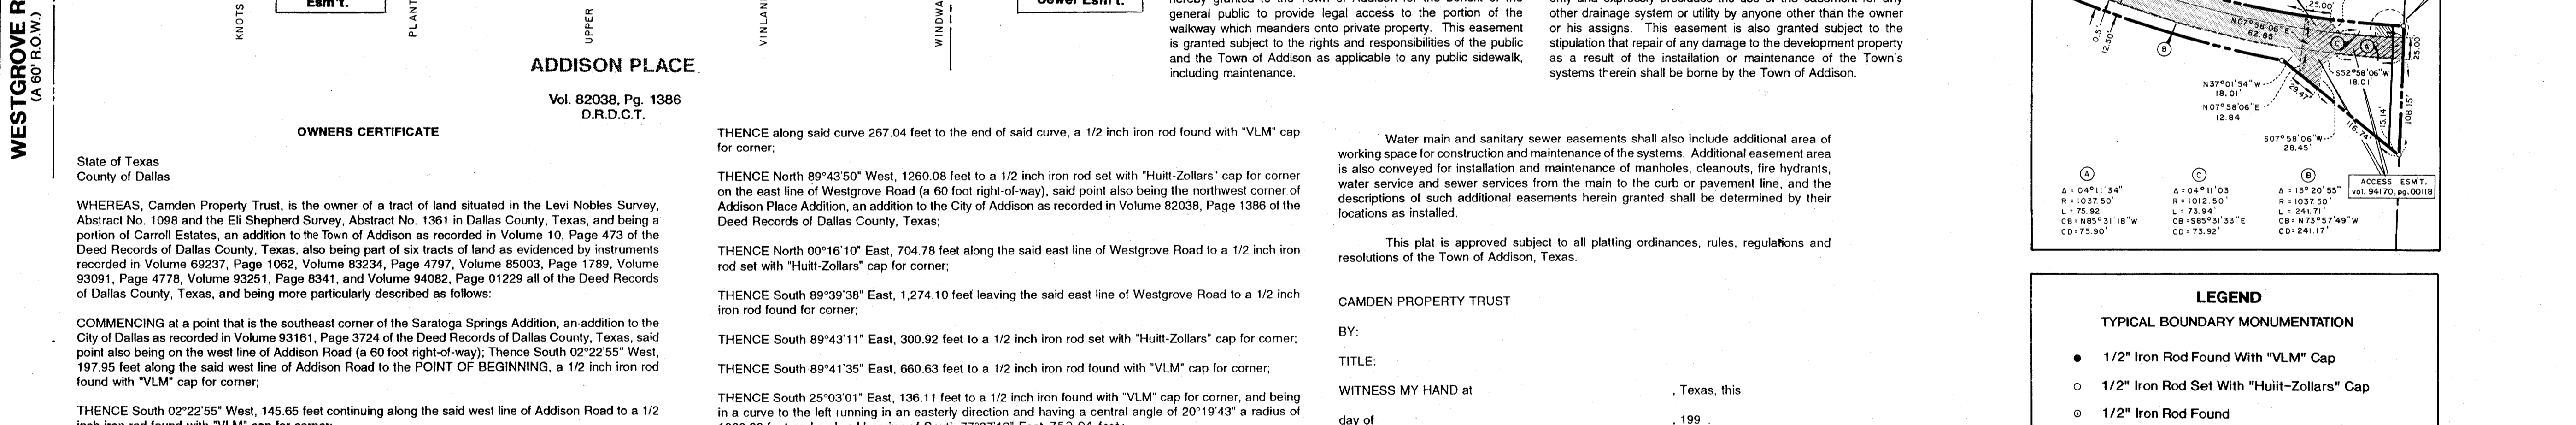 WESTGROVE R
(A 60' R.O.W.)
Esm't.
KNOTS
PLANT
UPPER
VINLAN
WINDWA
Sewer Esm't.
ADDISON PLACE
Vol. 82038, Pg. 1386
D.R.D.C.T.
OWNERS CERTIFICATE
State of Texas
County of Dallas
WHEREAS, Camden Property Trust, is the owner of a tract of land situated in the Levi Nobles Survey,
Abstract No. 1098 and the Eli Shepherd Survey, Abstract No. 1361 in Dallas County, Texas, and being a
portion of Carroll Estates, an addition to the Town of Addison as recorded in Volume 10, Page 473 of the
Deed Records of Dallas County, Texas, also being part of six tracts of land as evidenced by instruments
recorded in Volume 69237, Page 1062, Volume 83234, Page 4797, Volume 85003, Page 1789, Volume
93091, Page 4778, Volume 93251, Page 8341, and Volume 94082, Page 01229 all of the Deed Records
of Dallas County, Texas, and being more particularly described as follows:
COMMENCING at a point that is the southeast corner of the Saratoga Springs Addition, an addition to the
City of Dallas as recorded in Volume 93161, Page 3724 of the Deed Records of Dallas County, Texas, said
point also being on the west line of Addison Road (a 60 foot right-of-way); Thence South 02°22'55" West,
197.95 feet along the said west line of Addison Road to the POINT OF BEGINNING, a 1/2 inch iron rod
found with "VLM" cap for corner;
THENCE South 02°22'55" West, 145.65 feet continuing along the said west line of Addison Road to a 1/2
inch iron rod found with "VLM" cap for corner;
THENCE along said curve 267.04 feet to the end of said curve, a 1/2 inch iron rod found with "VLM" cap
for corner;
THENCE North 89°43'50" West, 1260.08 feet to a 1/2 inch iron rod set with "Huitt-Zollars" cap for corner
on the east line of Westgrove Road (a 60 foot right-of-way), said point also being the northwest corner of
Addison Place Addition, an addition to the City of Addison as recorded in Volume 82038, Page 1386 of the
Deed Records of Dallas County, Texas;
THENCE North 00°16'10" East, 704.78 feet along the said east line of Westgrove Road to a 1/2 inch iron
rod set with "Huitt-Zollars" cap for corner;
THENCE South 89°39'38" East, 1,274.10 feet leaving the said east line of Westgrove Road to a 1/2 inch
iron rod found for corner;
THENCE South 89°43'11" East, 300.92 feet to a 1/2 inch iron rod set with "Huitt-Zollars" cap for corner;
THENCE South 89°41'35" East, 660.63 feet to a 1/2 inch iron rod found with "VLM" cap for corner;
THENCE South 25°03'01" East, 136.11 feet to a 1/2 inch iron rod found with "VLM" cap for corner, and being
in a curve to the left running in an easterly direction and having a central angle of 20°19'43" a radius of
general public to provide legal access to the portion of the
walkway which meanders onto private property. This easement
is granted subject to the rights and responsibilities of the public
and the Town of Addison as applicable to any public sidewalk,
including maintenance.
other drainage system or utility by anyone other than the owner
or his assigns. This easement is also granted subject to the
stipulation that repair of any damage to the development property
as a result of the installation or maintenance of the Town's
systems therein shall be borne by the Town of Addison.
Water main and sanitary sewer easements shall also include additional area of
working space for construction and maintenance of the systems. Additional easement area
is also conveyed for installation and maintenance of manholes, cleanouts, fire hydrants,
water service and sewer services from the main to the curb or pavement line, and the
descriptions of such additional easements herein granted shall be determined by their
locations as installed.
This plat is approved subject to all platting ordinances, rules, regulations and
resolutions of the Town of Addison, Texas.
CAMDEN PROPERTY TRUST
BY:
TITLE:
WITNESS MY HAND at , Texas, this
day of , 199 .
25.00'
N07°58'06"E
62.85'
0.5'
12.50'
B
C
A
25.00'
S52°58'06"W
18.01'
N37°01'54"W
18.01'
29.47'
N07°58'06"E
12.84'
15.14'
108.15'
116.74'
S07°58'06"W
28.45'
ACCESS ESM'T.
vol. 94170, pg.00118
A
Δ = 04°11'34"
R = 1037.50'
L = 75.92'
CB = N85°31'18"W
CD = 75.90'
C
Δ = 04°11'03
R = 1012.50'
L = 73.94'
CB = S85°31'33"E
CD = 73.92'
B
Δ = 13°20'55"
R = 1037.50'
L = 241.71'
CB = N73°57'49"W
CD = 241.17'
LEGEND
TYPICAL BOUNDARY MONUMENTATION
1/2" Iron Rod Found With "VLM" Cap
1/2" Iron Rod Set With "Huiit-Zollars" Cap
1/2" Iron Rod Found